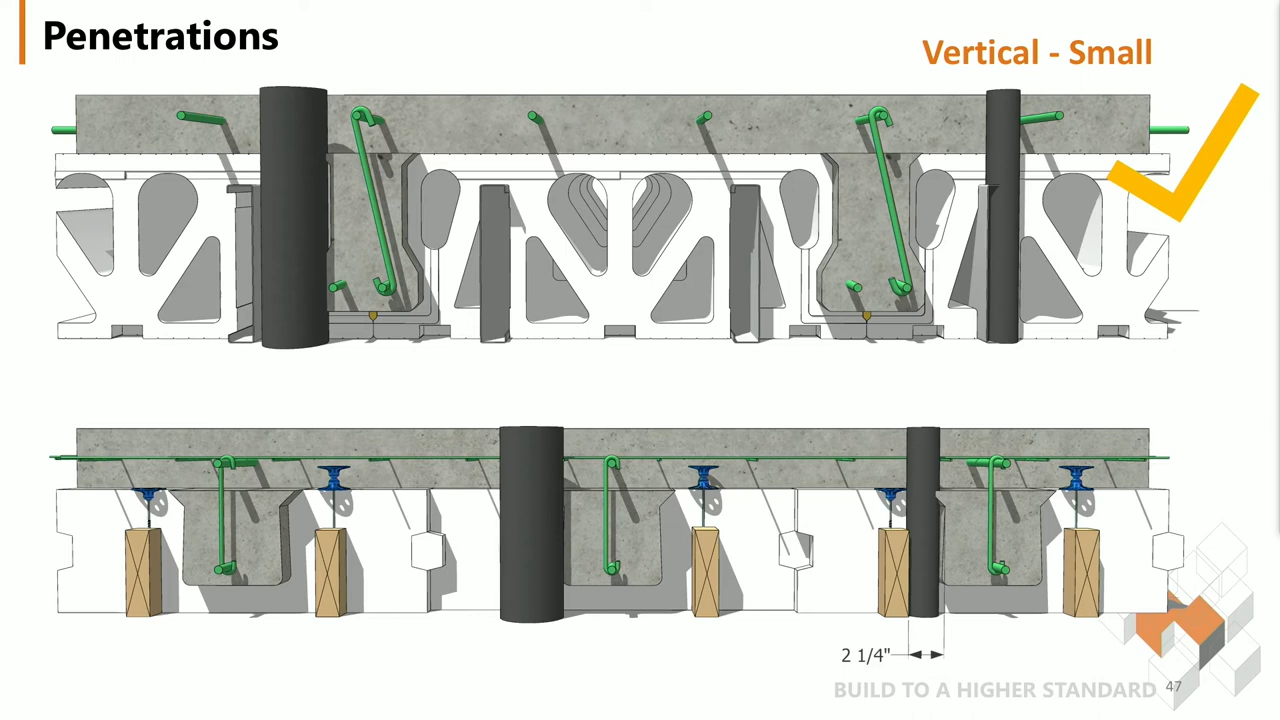 Penetrations
Vertical - Small
2 1/4"
BUILD TO A HIGHER STANDARD 47